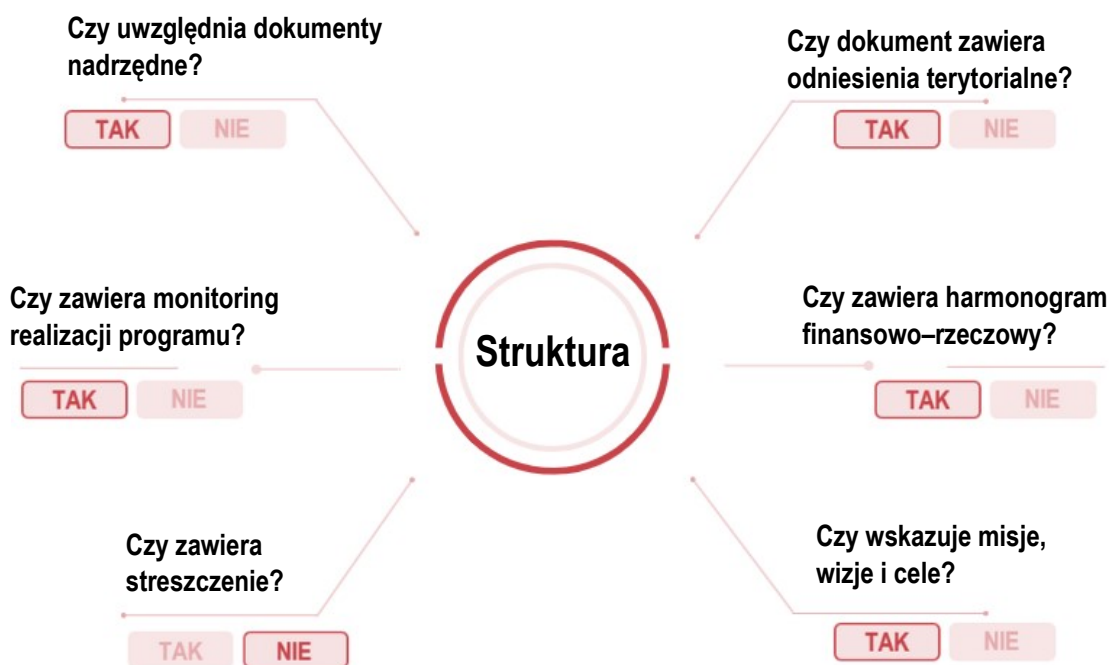 Czy uwzględnia dokumenty
nadrzędne?
TAK NIE
Czy dokument zawiera
odniesienia terytorialne?
TAK NIE
Czy zawiera monitoring
realizacji programu?
TAK NIE
Struktura
Czy zawiera harmonogram
finansowo–rzeczowy?
TAK NIE
Czy zawiera
streszczenie?
TAK NIE
Czy wskazuje misje,
wizje i cele?
TAK NIE